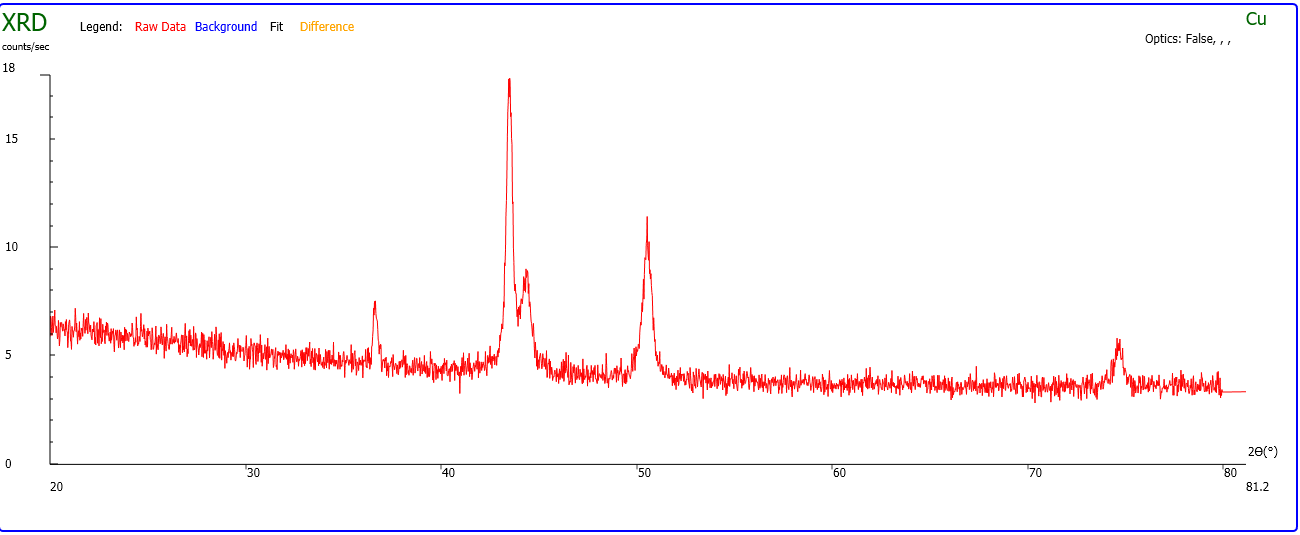 XRD
Cu
Legend: Raw Data Background Fit Difference
counts/sec
Optics: False, , ,
18
15
10
5
0
2Θ(°)
30 40 50 60 70 80
20 81.2